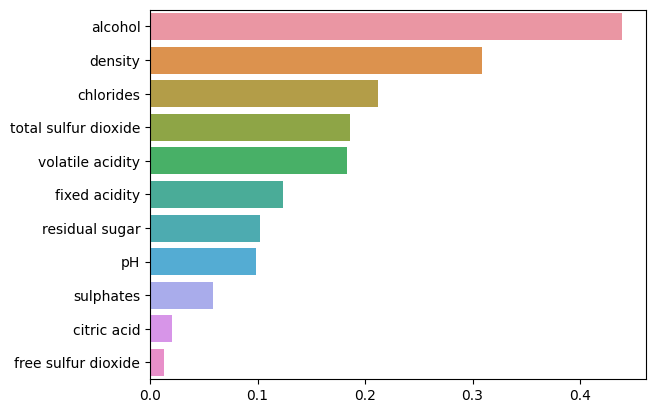 alcohol
density
chlorides
total sulfur dioxide
volatile acidity
fixed acidity
residual sugar
pH
sulphates
citric acid
free sulfur dioxide
0.0 0.1 0.2 0.3 0.4